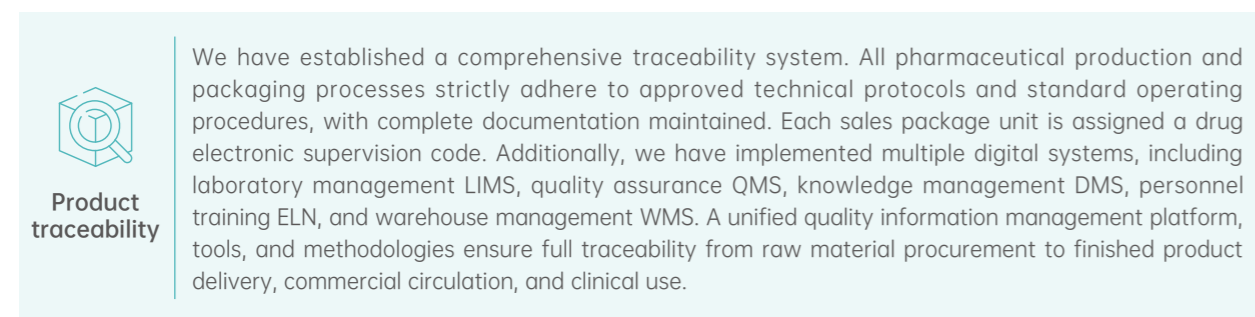 Product
traceability
We have established a comprehensive traceability system. All pharmaceutical production and
packaging processes strictly adhere to approved technical protocols and standard operating
procedures, with complete documentation maintained. Each sales package unit is assigned a drug
electronic supervision code. Additionally, we have implemented multiple digital systems, including
laboratory management LIMS, quality assurance QMS, knowledge management DMS, personnel
training ELN, and warehouse management WMS. A unified quality information management platform,
tools, and methodologies ensure full traceability from raw material procurement to finished product
delivery, commercial circulation, and clinical use.